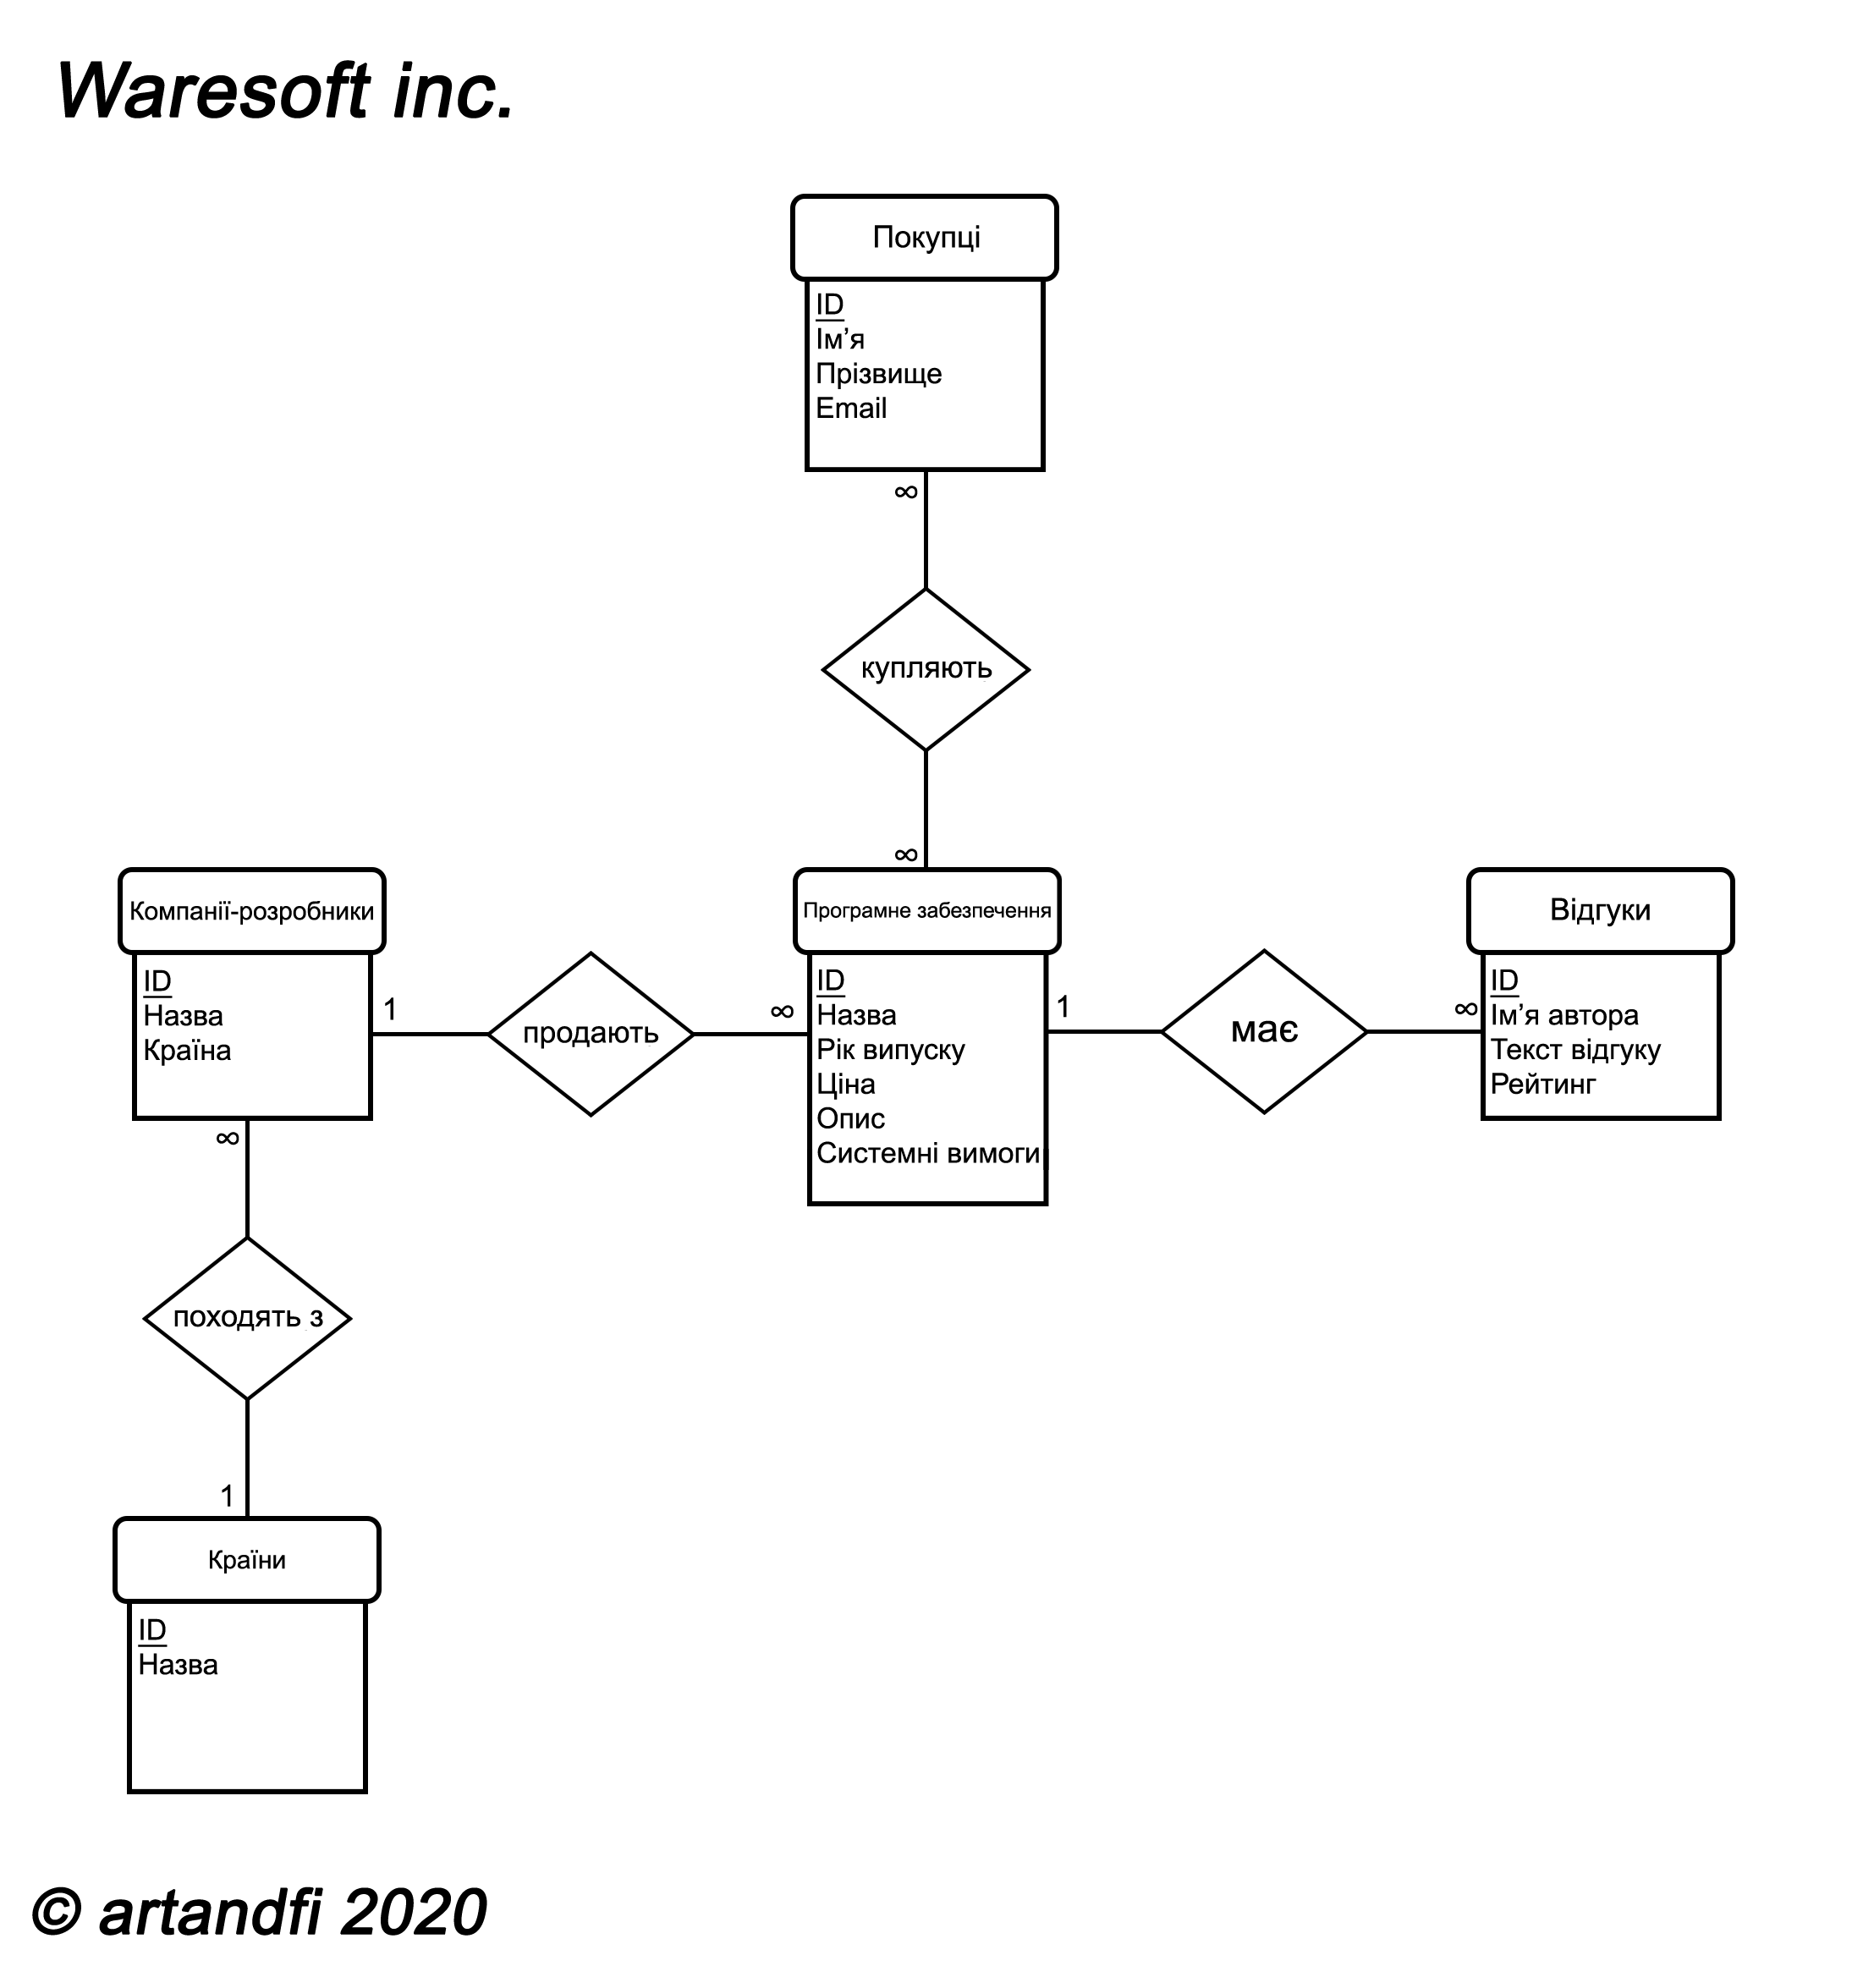 Waresoft inc.
Покупці
ID
Ім’я
Прізвище
Email
∞
купляють
∞
Компанії-розробники
ID
Назва
Країна
1
продають
∞
Програмне забезпечення
ID
Назва
Рік випуску
Ціна
Опис
Системні вимоги
1
має
∞
Відгуки
ID
Ім’я автора
Текст відгуку
Рейтинг
∞
походять з
1
Країни
ID
Назва
© artandfi 2020